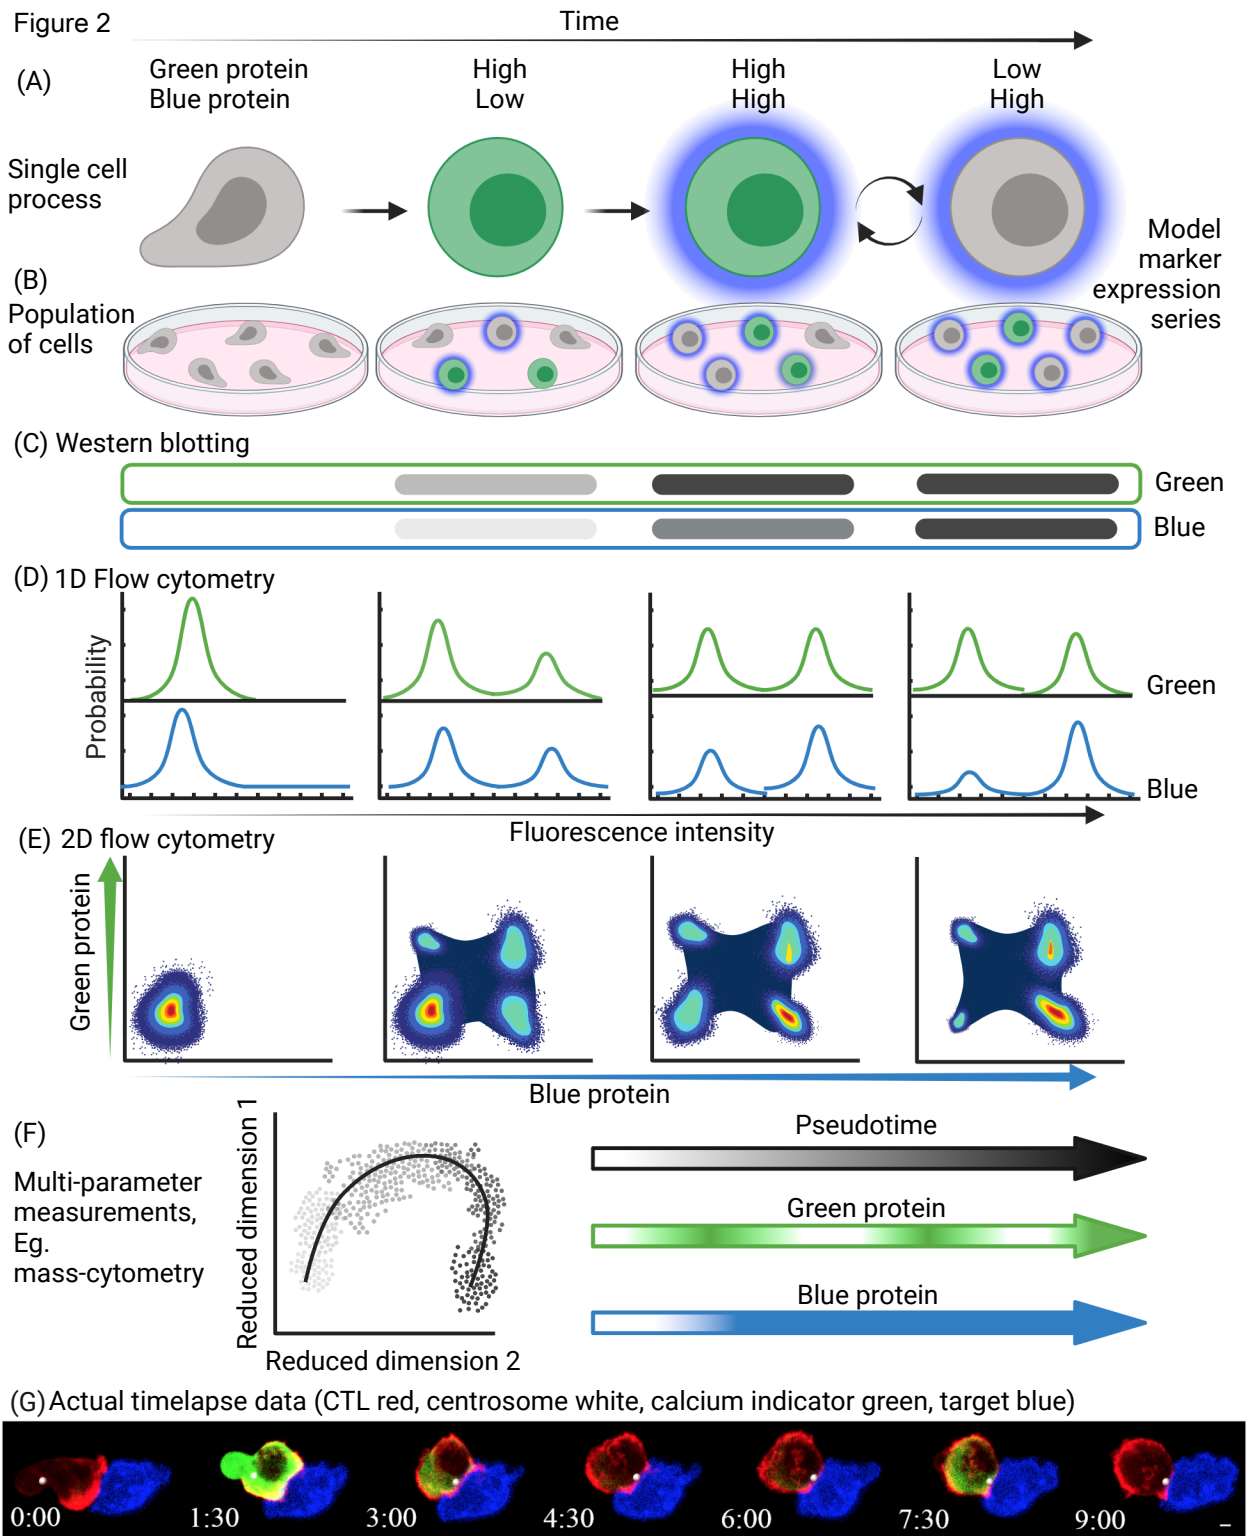 Figure 2
Time
(A)
Green protein
Blue protein
High
Low
High
High
Low
High
Single cell
process
Model
marker
expression
series
(B)
Population
of cells
(C) Western blotting
Green
Blue
(D) 1D Flow cytometry
Probability
Green
Blue
Fluorescence intensity
(E) 2D flow cytometry
Green protein
Blue protein
(F)
Multi-parameter
measurements,
Eg.
mass-cytometry
Reduced dimension 1
Reduced dimension 2
Pseudotime
Green protein
Blue protein
(G) Actual timelapse data (CTL red, centrosome white, calcium indicator green, target blue)
0:00
1:30
3:00
4:30
6:00
7:30
9:00